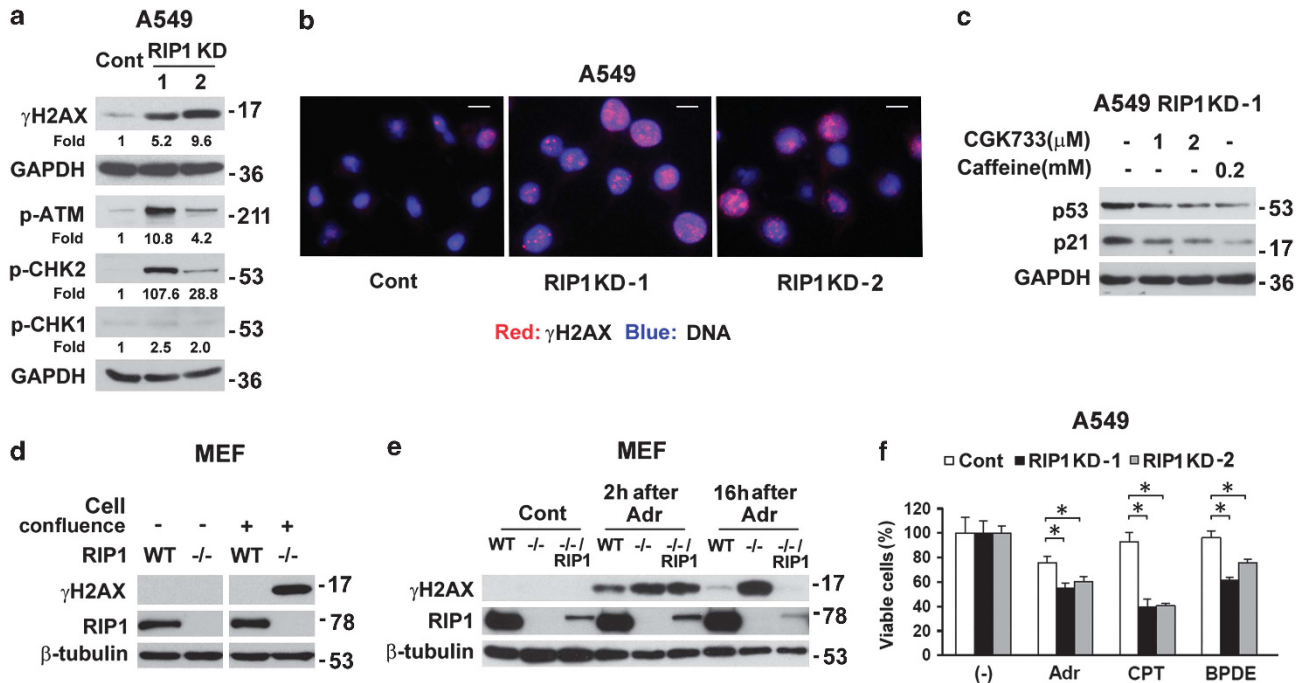 a
A549
Cont RIP1 KD
1 2
γH2AX -17
Fold 1 5.2 9.6
GAPDH -36
p-ATM -211
Fold 1 10.8 4.2
p-CHK2 -53
Fold 1 107.6 28.8
p-CHK1 -53
Fold 1 2.5 2.0
GAPDH -36
b
A549
Cont RIP1KD-1 RIP1KD-2
Red: γH2AX Blue: DNA
c
A549 RIP1KD-1
CGK733(μM) - 1 2 -
Caffeine(mM) - - - 0.2
p53 -53
p21 -17
GAPDH -36
d
MEF
Cell
confluence - - + +
RIP1 WT -/- WT -/-
γH2AX -17
RIP1 -78
β-tubulin -53
e
MEF
2h after 16h after
Cont Adr Adr
WT -/- -/-/RIP1 WT -/- -/-/RIP1 WT -/- -/-/RIP1
γH2AX -17
RIP1 -78
β-tubulin -53
f
A549
Cont RIP1KD-1 RIP1KD-2
Viable cells (%)
120
100
80
60
40
20
0
* * * * * *
(-) Adr CPT BPDE